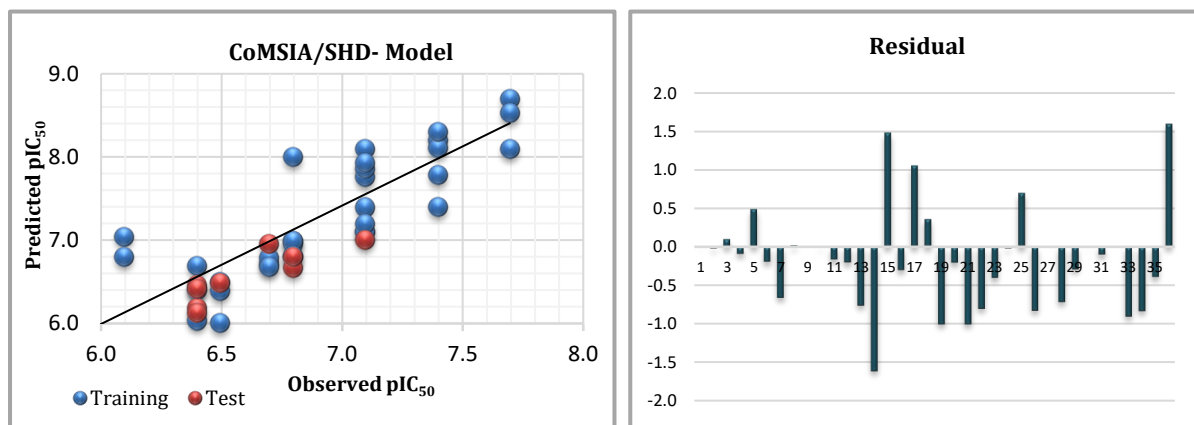 CoMSIA/SHD- Model
9.0
8.0
7.0
6.0
Predicted pIC₅₀
6.0 6.5 7.0 7.5 8.0
Observed pIC₅₀
Training Test
Residual
2.0
1.5
1.0
0.5
0.0
-0.5
-1.0
-1.5
-2.0
1 3 5 7 9 11 13 15 17 19 21 23 25 27 29 31 33 35